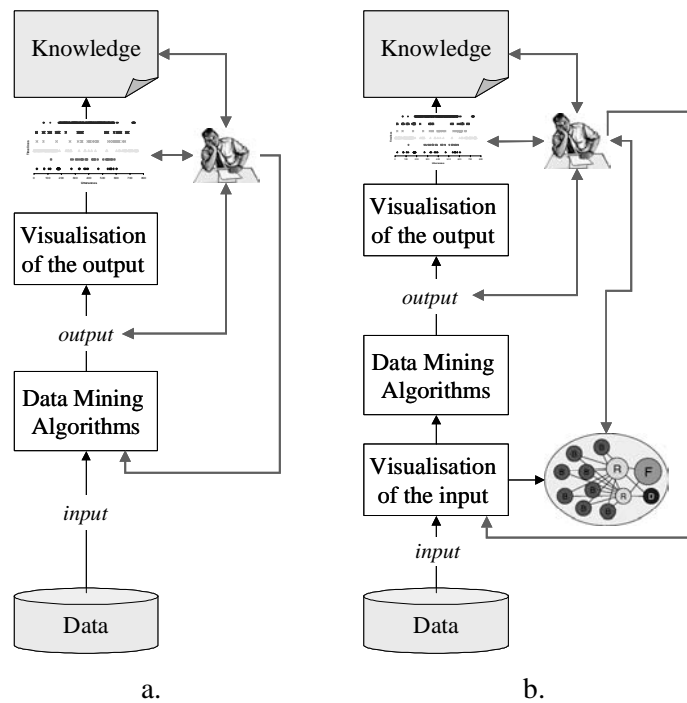 Knowledge
Visualisation
of the output
output
Data Mining
Algorithms
input
Data
a.
Knowledge
Visualisation
of the output
output
Data Mining
Algorithms
Visualisation
of the input
B
B
R
F
B
B
B
B
R
D
B
B
input
Data
b.